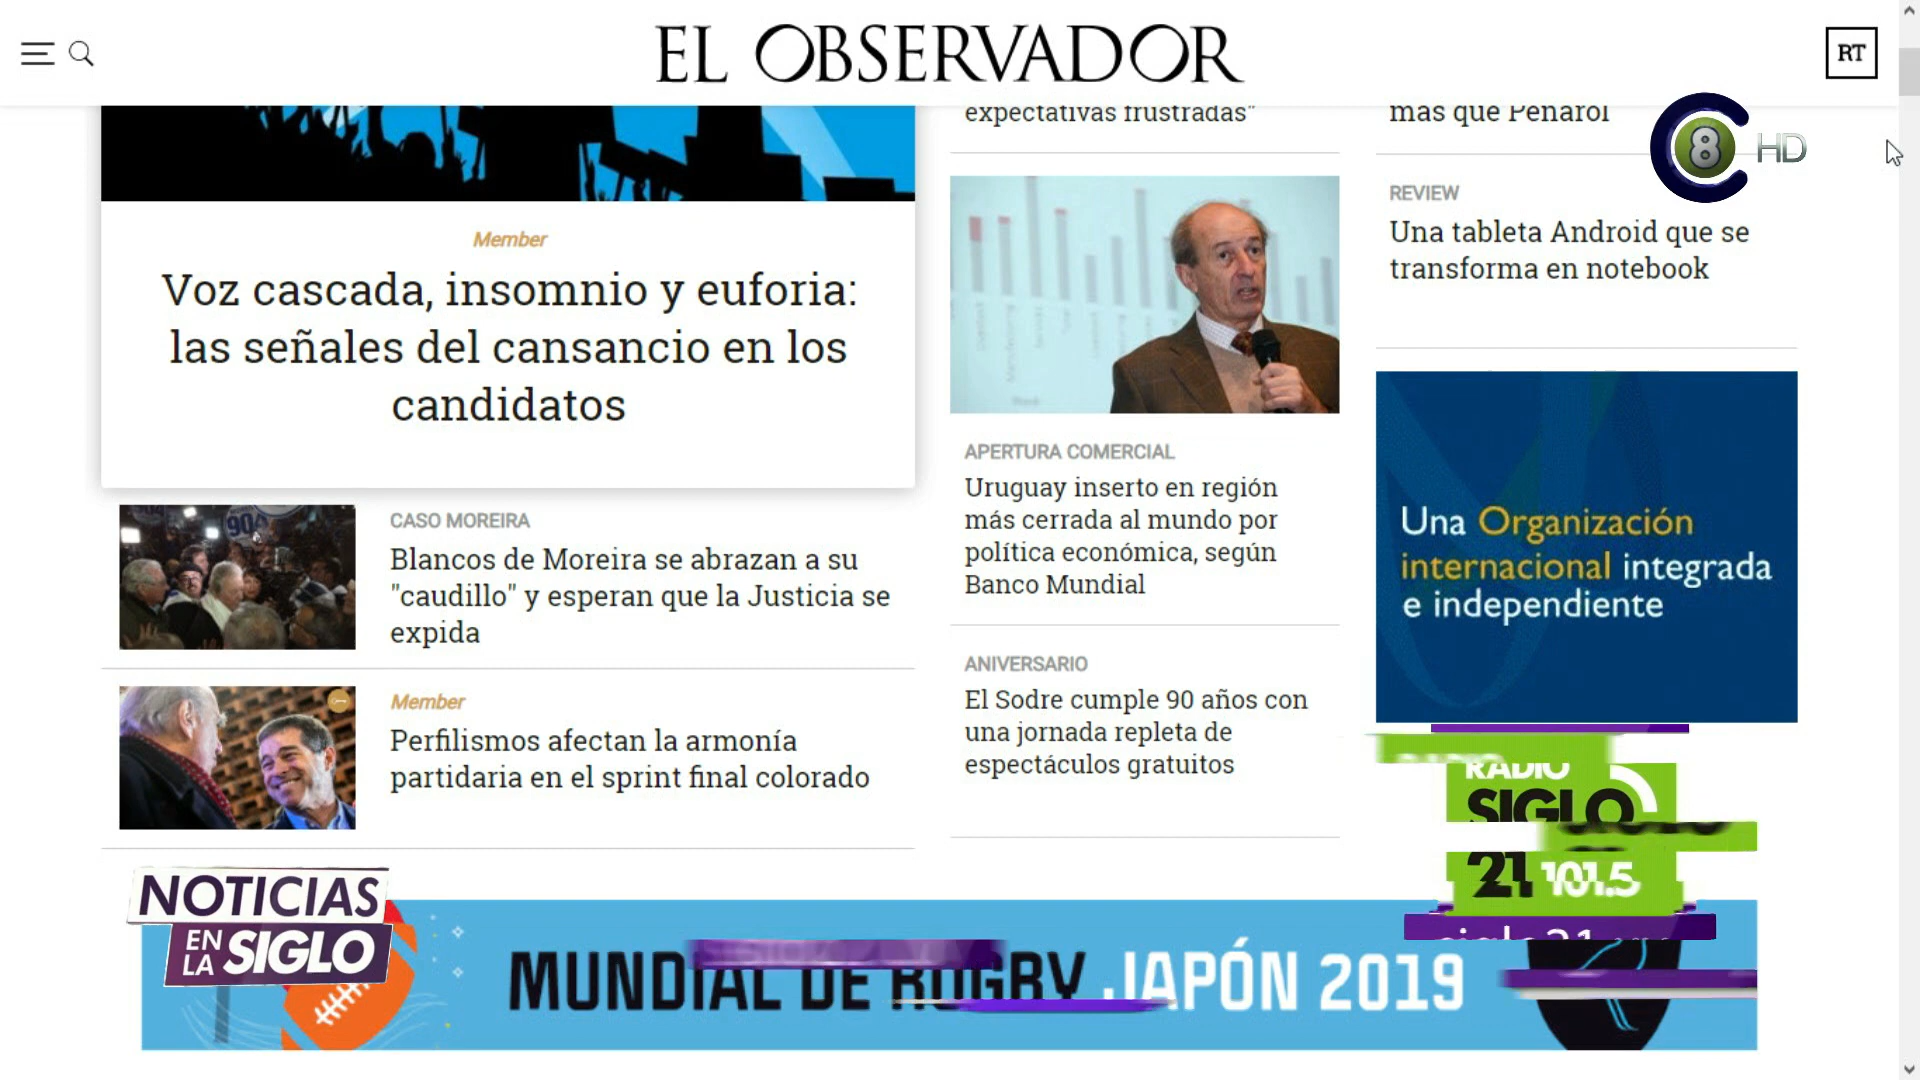 EL OBSERVADOR
RT
expectativas frustradas"
más que Peñarol
8 HD
Member
Voz cascada, insomnio y euforia:
las señales del cansancio en los
candidatos
REVIEW
Una tableta Android que se
transforma en notebook
904
CASO MOREIRA
Blancos de Moreira se abrazan a su
"caudillo" y esperan que la Justicia se
expida
Member
Perfilismos afectan la armonía
partidaria en el sprint final colorado
APERTURA COMERCIAL
Uruguay inserto en región
más cerrada al mundo por
política económica, según
Banco Mundial
ANIVERSARIO
El Sodre cumple 90 años con
una jornada repleta de
espectáculos gratuitos
Una Organización
internacional integrada
e independiente
RADIO
SIGLO
21 101.5
NOTICIAS
EN LA SIGLO
MUNDIAL DE RUGBY JAPÓN 2019